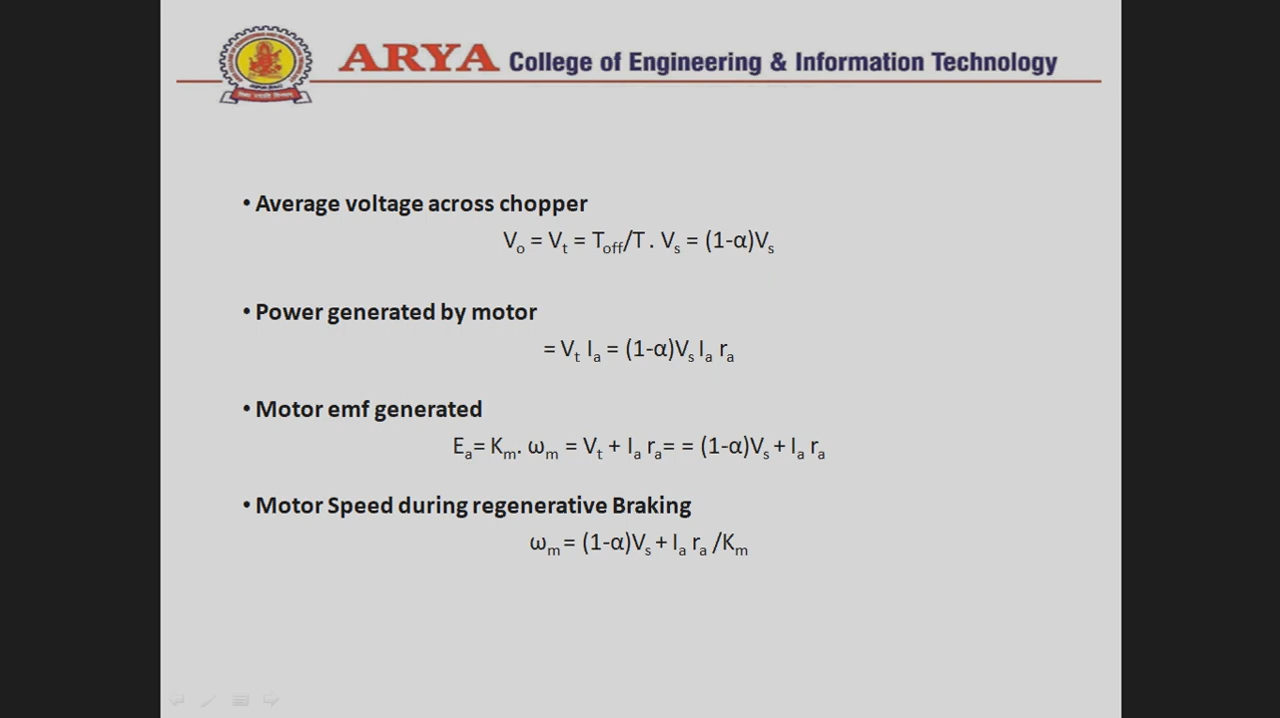 ARYA College of Engineering & Information Technology
• Average voltage across chopper
Vo = Vt = Toff/T . Vs = (1-α)Vs
• Power generated by motor
= Vt Ia = (1-α)Vs Ia ra
• Motor emf generated
Ea= Km. ωm = Vt + Ia ra= = (1-α)Vs + Ia ra
• Motor Speed during regenerative Braking
ωm = (1-α)Vs + Ia ra /Km